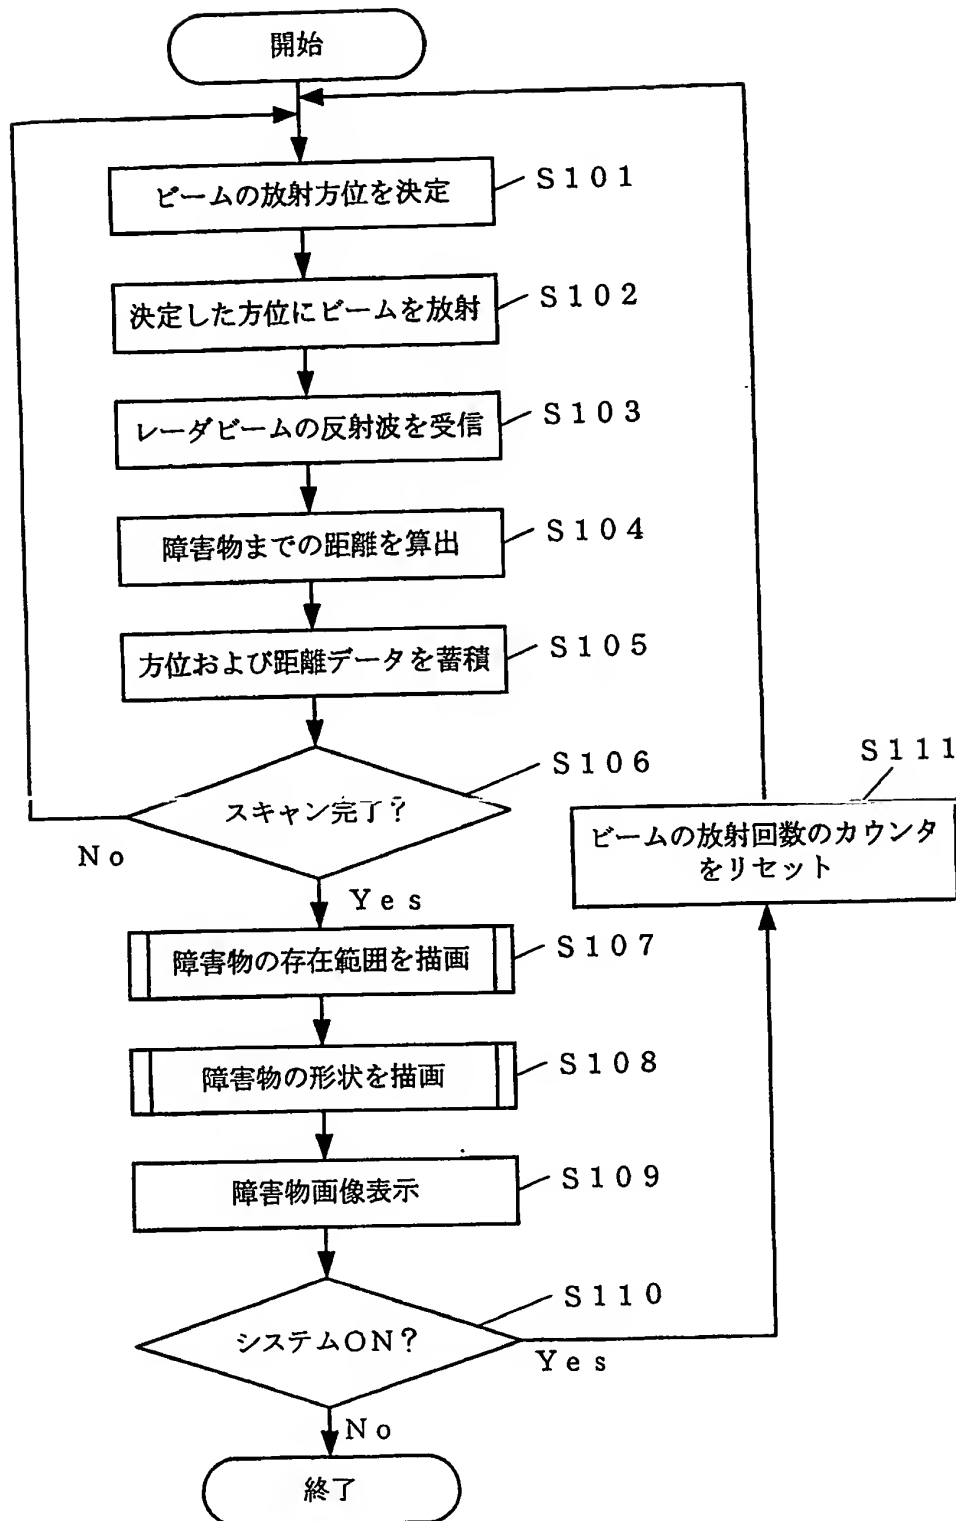 開始
ビームの放射方位を決定
S101
決定した方位にビームを放射
S102
レーダビームの反射波を受信
S103
障害物までの距離を算出
S104
方位および距離データを蓄積
S105
スキャン完了?
S106
No
Yes
S111
ビームの放射回数のカウンタ
をリセット
障害物の存在範囲を描画
S107
障害物の形状を描画
S108
障害物画像表示
S109
システムON?
S110
Yes
No
終了